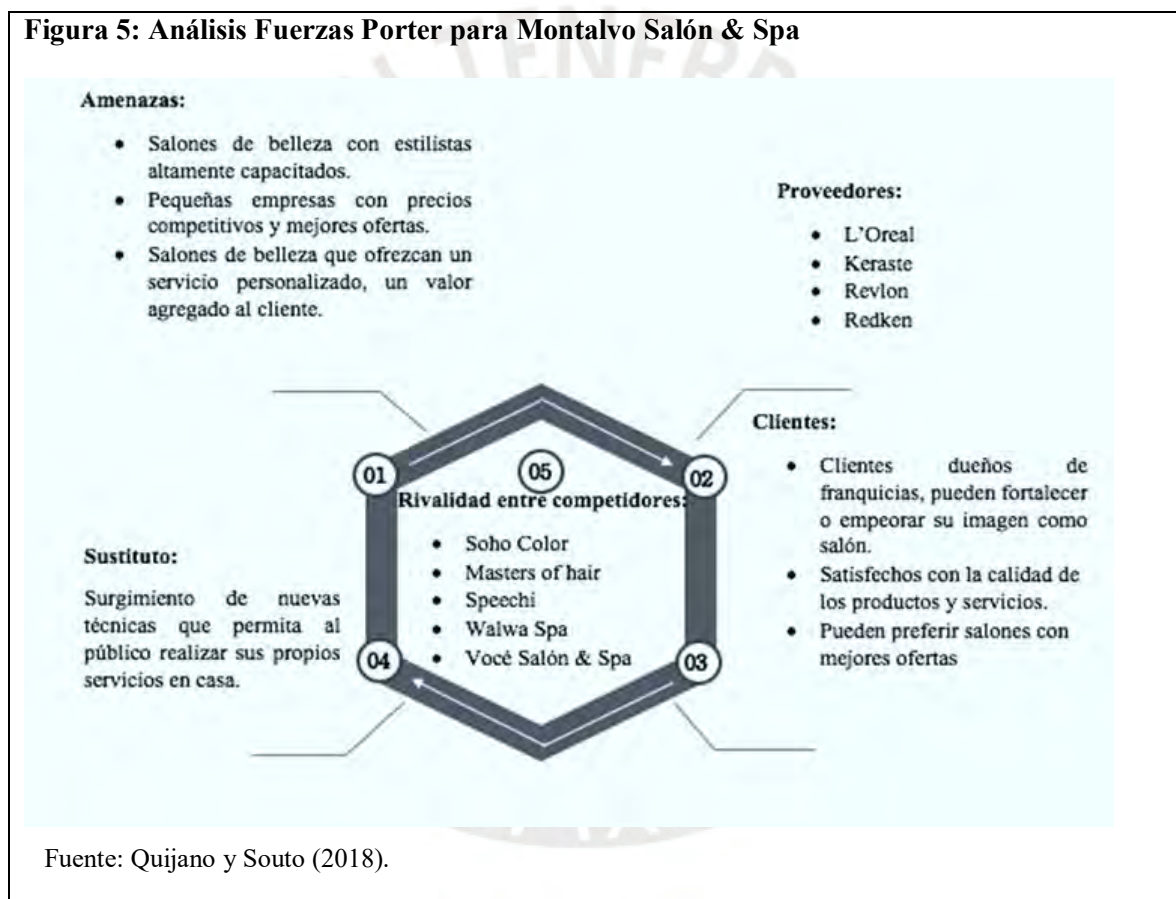 Figura 5: Análisis Fuerzas Porter para Montalvo Salón & Spa
Amenazas:
• Salones de belleza con estilistas
altamente capacitados.
• Pequeñas empresas con precios
competitivos y mejores ofertas.
• Salones de belleza que ofrezcan un
servicio personalizado, un valor
agregado al cliente.
Proveedores:
• L'Oreal
• Keraste
• Revlon
• Redken
Clientes:
• Clientes dueños de
franquicias, pueden fortalecer
o empeorar su imagen como
salón.
• Satisfechos con la calidad de
los productos y servicios.
• Pueden preferir salones con
mejores ofertas
01
05
02
Rivalidad entre competidores:
• Soho Color
• Masters of hair
• Speechi
• Walwa Spa
• Vocé Salón & Spa
04
03
Sustituto:
Surgimiento de nuevas
técnicas que permita al
público realizar sus propios
servicios en casa.
Fuente: Quijano y Souto (2018).